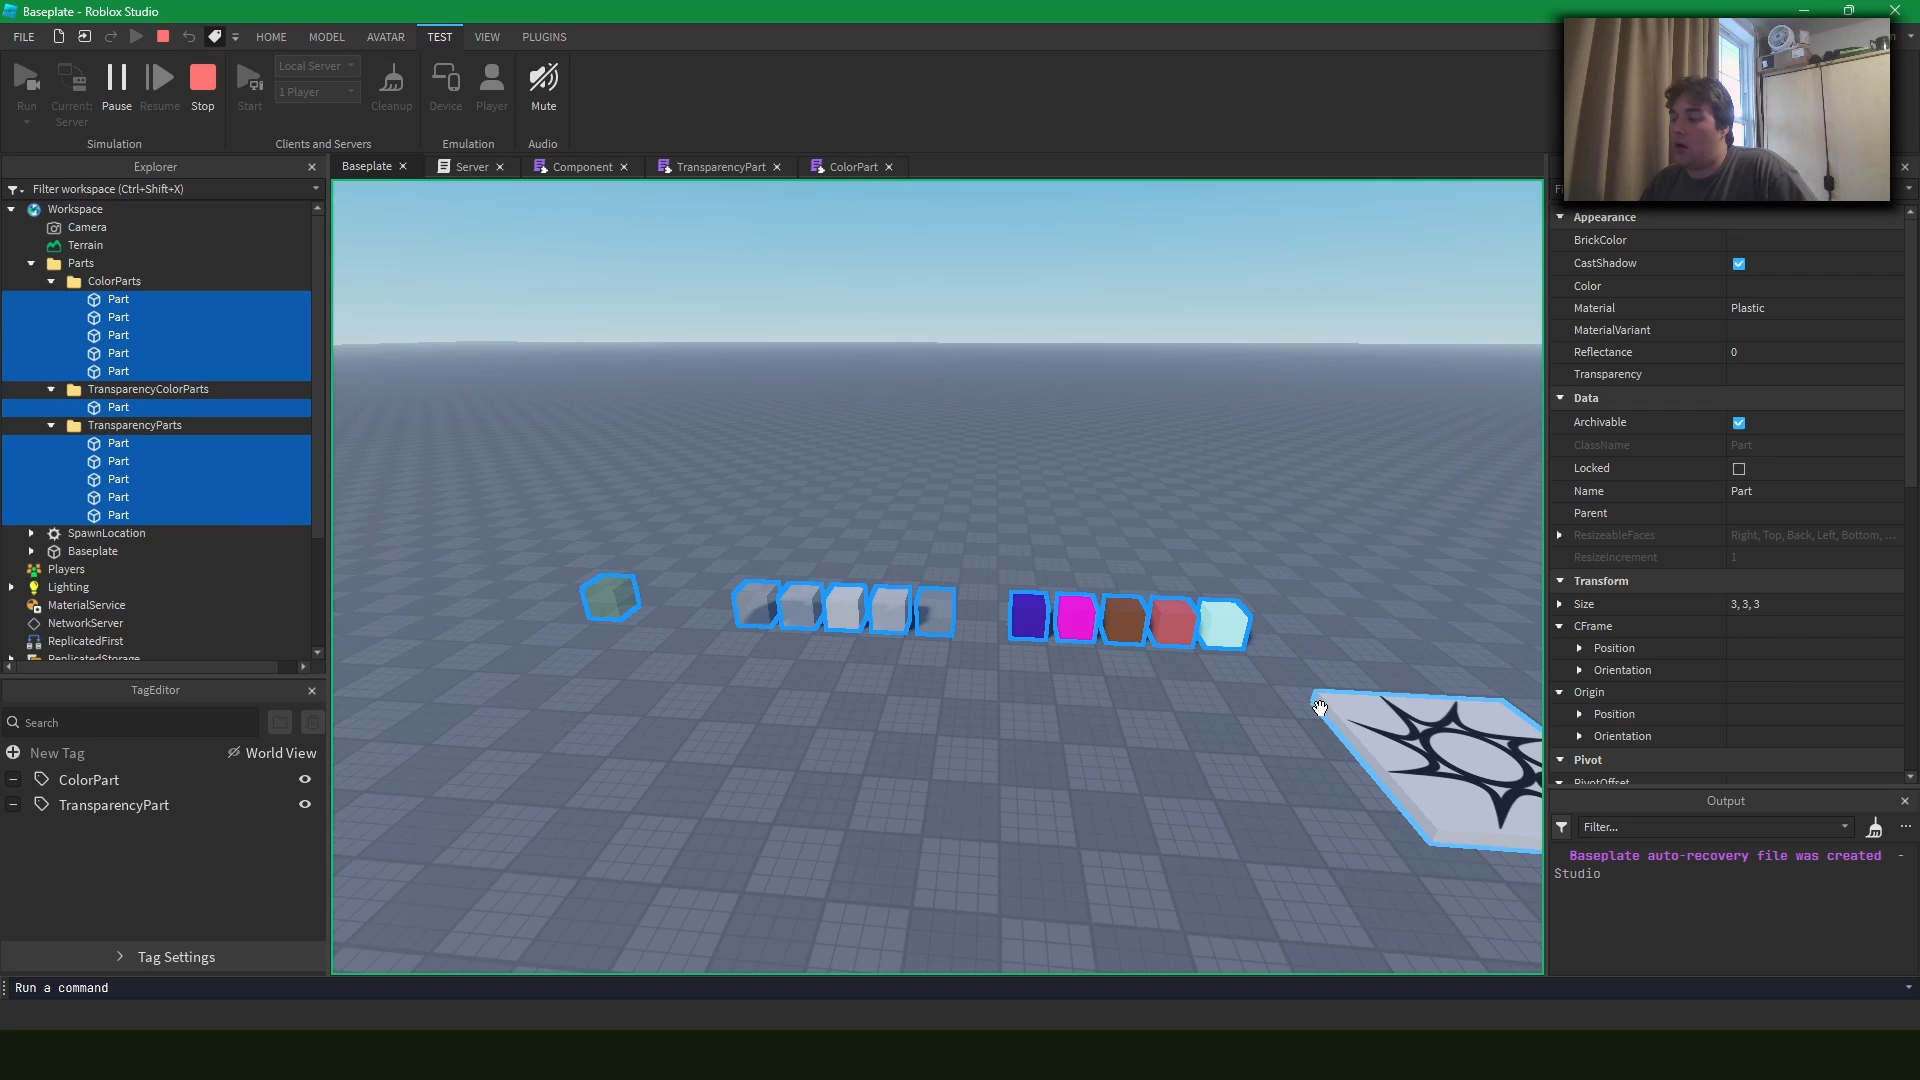 Baseplate - Roblox Studio
FILE HOME MODEL AVATAR TEST VIEW PLUGINS
Run Current: Server Pause Resume Stop
Start Local Server 1 Player Cleanup
Device Player Mute
Simulation Clients and Servers Emulation Audio
Explorer
Filter workspace (Ctrl+Shift+X)
Workspace
Camera
Terrain
Parts
ColorParts
Part
Part
Part
Part
Part
TransparencyColorParts
Part
TransparencyParts
Part
Part
Part
Part
Part
SpawnLocation
Baseplate
Players
Lighting
MaterialService
NetworkServer
ReplicatedFirst
ReplicatedStorage
TagEditor
Search
New Tag World View
ColorPart
TransparencyPart
Tag Settings
Run a command
Baseplate Server Component TransparencyPart ColorPart
Appearance
BrickColor
CastShadow
Color
Material Plastic
MaterialVariant
Reflectance 0
Transparency
Data
Archivable
ClassName Part
Locked
Name Part
Parent
ResizeableFaces Right, Top, Back, Left, Bottom, ...
ResizeIncrement 1
Transform
Size 3, 3, 3
CFrame
Position
Orientation
Origin
Position
Orientation
Pivot
PivotOffset
Output
Filter...
Baseplate auto-recovery file was created -
Studio